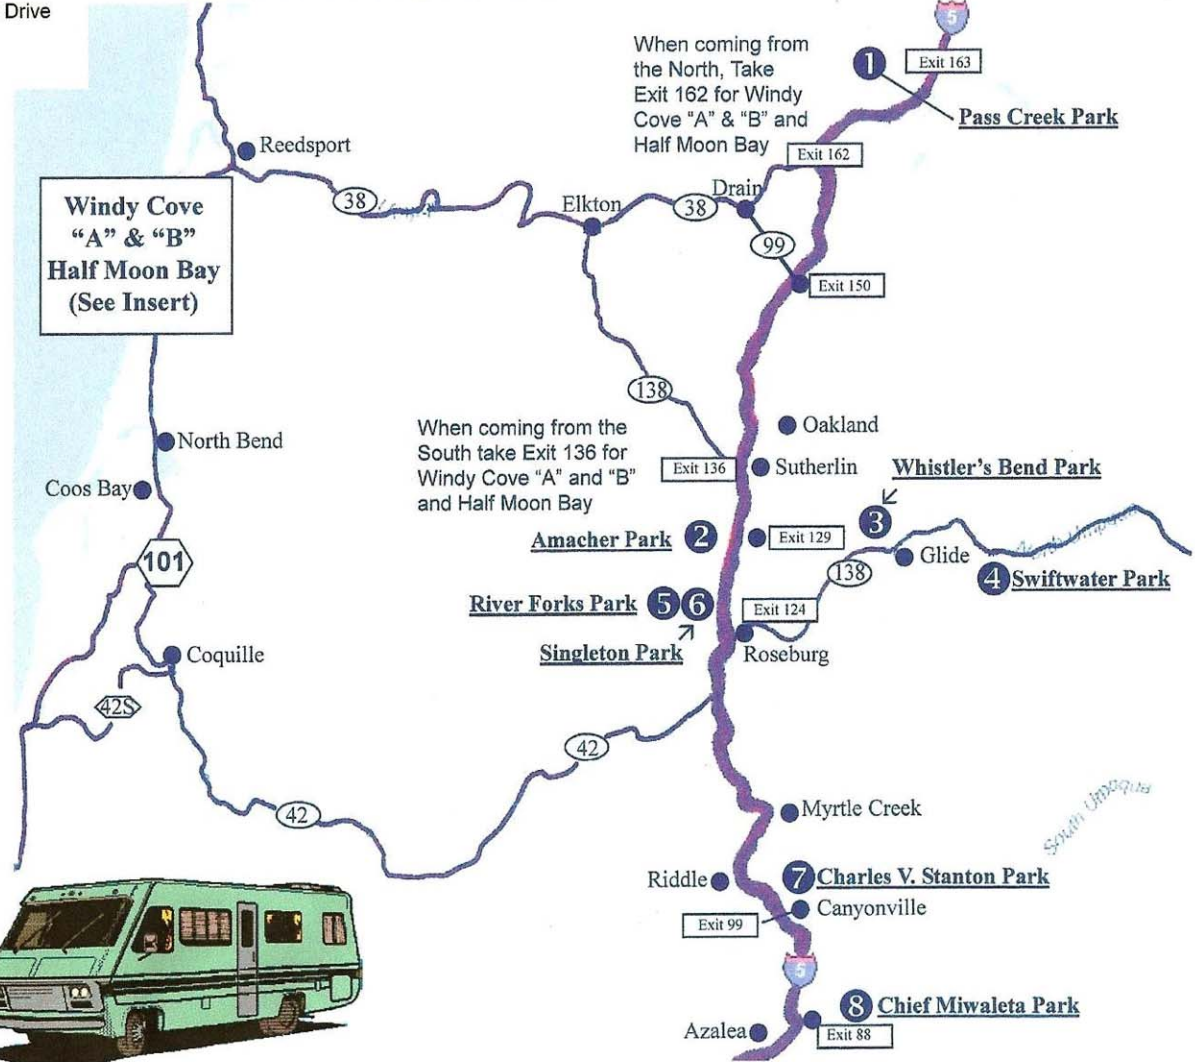 Drive
5
When coming from
the North, Take
Exit 162 for Windy
Cove "A" & "B" and
Half Moon Bay
1
Exit 163
Pass Creek Park
Exit 162
Reedsport
38
Elkton
38
Drain
99
Exit 150
Windy Cove
"A" & "B"
Half Moon Bay
(See Insert)
138
Oakland
When coming from the
South take Exit 136 for
Windy Cove "A" and "B"
and Half Moon Bay
Exit 136
Sutherlin
North Bend
Coos Bay
Whistler's Bend Park
3
Amacher Park
2
Exit 129
Glide
North Umpqua
138
4 Swiftwater Park
101
River Forks Park
5 6
Exit 124
Singleton Park
Roseburg
Coquille
42S
42
42
Myrtle Creek
South Umpqua
Riddle
7 Charles V. Stanton Park
Canyonville
Exit 99
5
8 Chief Miwaleta Park
Azalea
Exit 88